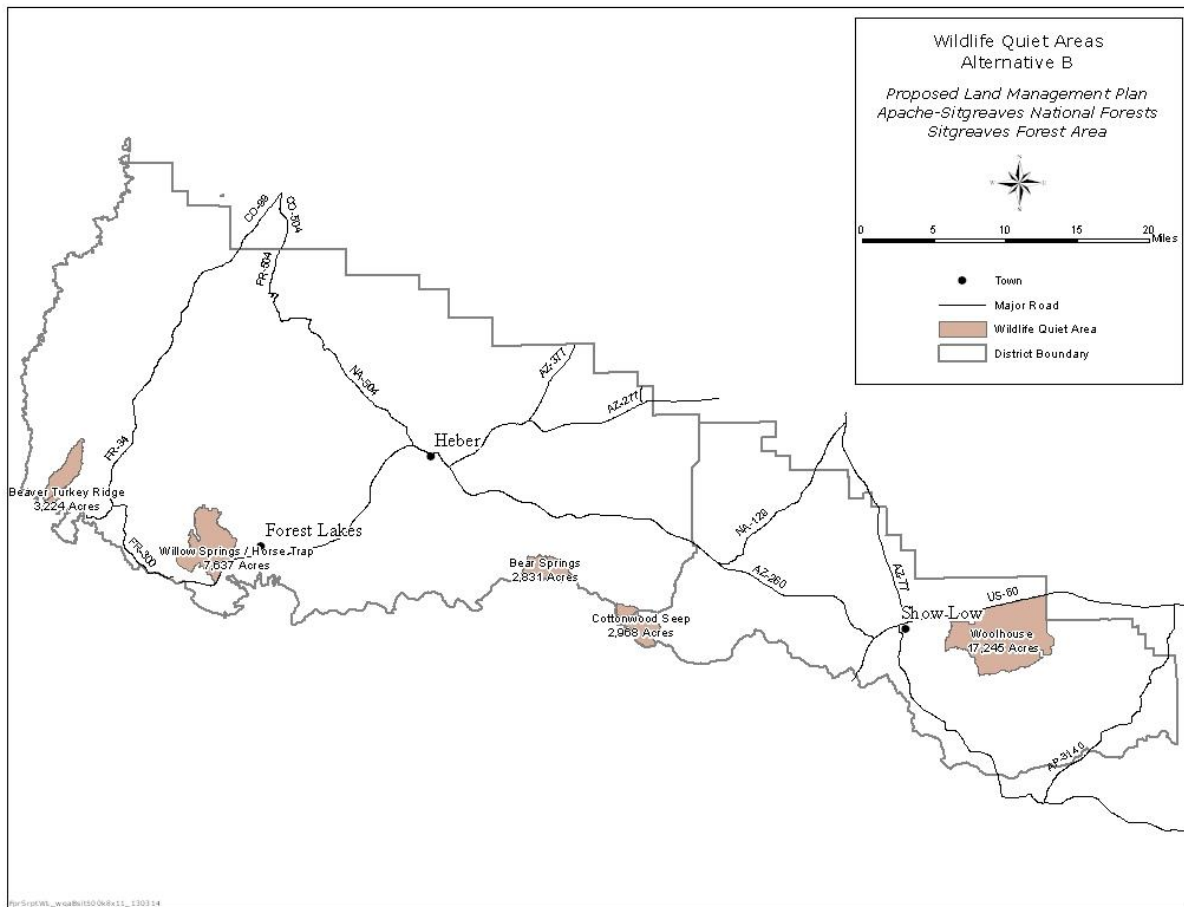 Wildlife Quiet Areas
Alternative B
Proposed Land Management Plan
Apache-Sitgreaves National Forests
Sitgreaves Forest Area
N
W
E
S
0
5
10
15
20
Miles
Town
Major Road
Wildlife Quiet Area
District Boundary
CO-99
CO-504
FR-504
FR-34
NA-504
AZ-377
AZ-277
Heber
Beaver Turkey Ridge
3,224 Acres
Forest Lakes
Willow Springs / Horse Trap
7,637 Acres
FR-300
Bear Springs
2,831 Acres
NA-120
AZ-260
AZ-77
US-60
Cottonwood Seep
2,968 Acres
Show-Low
Woolhouse
17,245 Acres
AP-3140